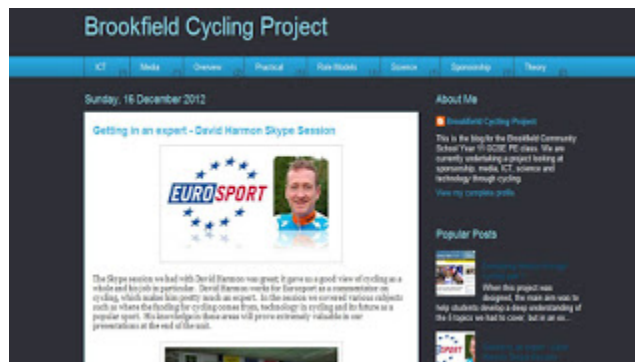 Brookfield Cycling Project
ICT Media Overview Practical Role Models Science Sponsorship Theory
Sunday, 16 December 2012
Getting in an expert - David Harmon Skype Session
EUROSPORT
The Skype session we had with David Harmon was great; it gave us a good view of cycling as a
whole and his job in particular. David Harmon works for Eurosport as a commentator on
cycling, which makes him pretty much an expert. In the session we covered various subjects
such as where the funding for cycling comes from, technology in cycling and its future as a
popular sport. His knowledge in these areas will prove extremely valuable in our
presentations at the end of the unit.
About Me
Brookfield Cycling Project
This is the blog for the Brookfield Community
School Year 11 GCSE PE class. We are
currently undertaking a project looking at
sponsorship, media, ICT, science and
technology through cycling.
View my complete profile
Popular Posts
When this project was
designed, the main aim was to
help students develop a deep understanding of
the 5 topics we had to cover, but in an ex...
SPORT